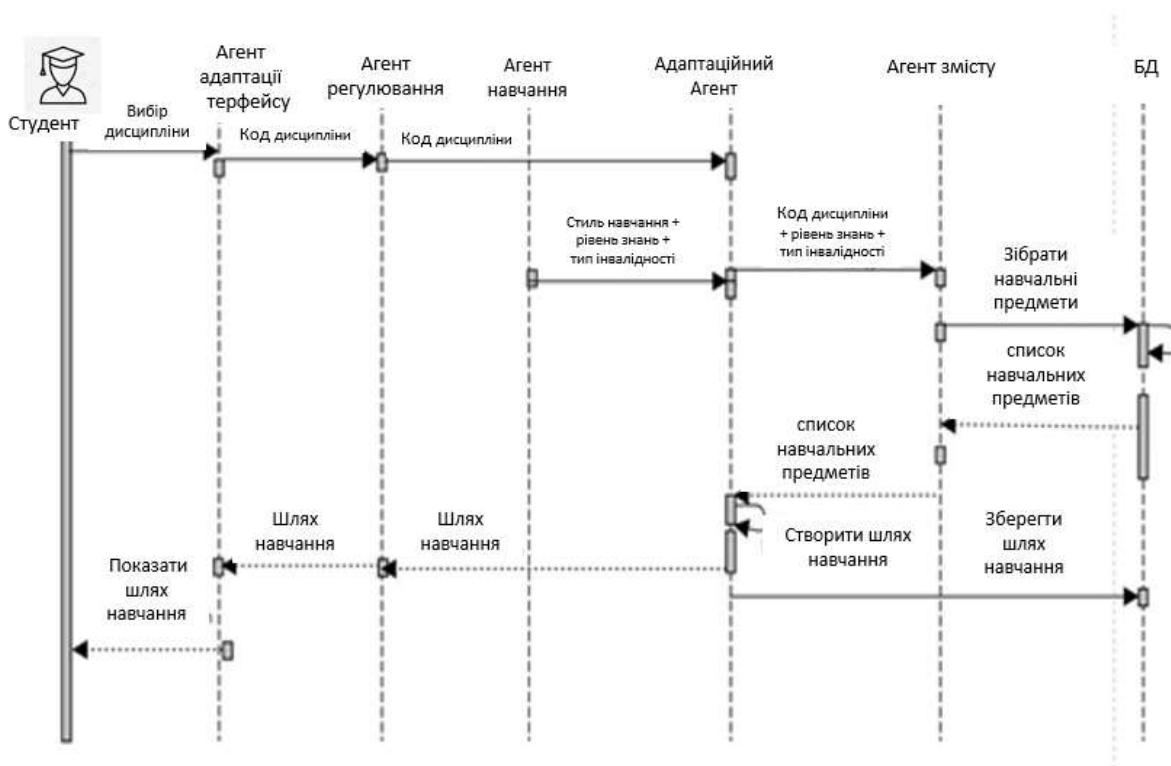 Студент
Агент
адаптації
терфейсу
Агент
регулювання
Агент
навчання
Адаптаційний
Агент
Агент змісту
БД
Вибір
дисципліни
Код дисципліни
Код дисципліни
Стиль навчання +
рівень знань +
тип інвалідності
Код дисципліни
+ рівень знань +
тип інвалідності
Зібрати
навчальні
предмети
список
навчальних
предметів
список
навчальних
предметів
Створити шлях
навчання
Зберегти
шлях
навчання
Шлях
навчання
Шлях
навчання
Показати
шлях
навчання